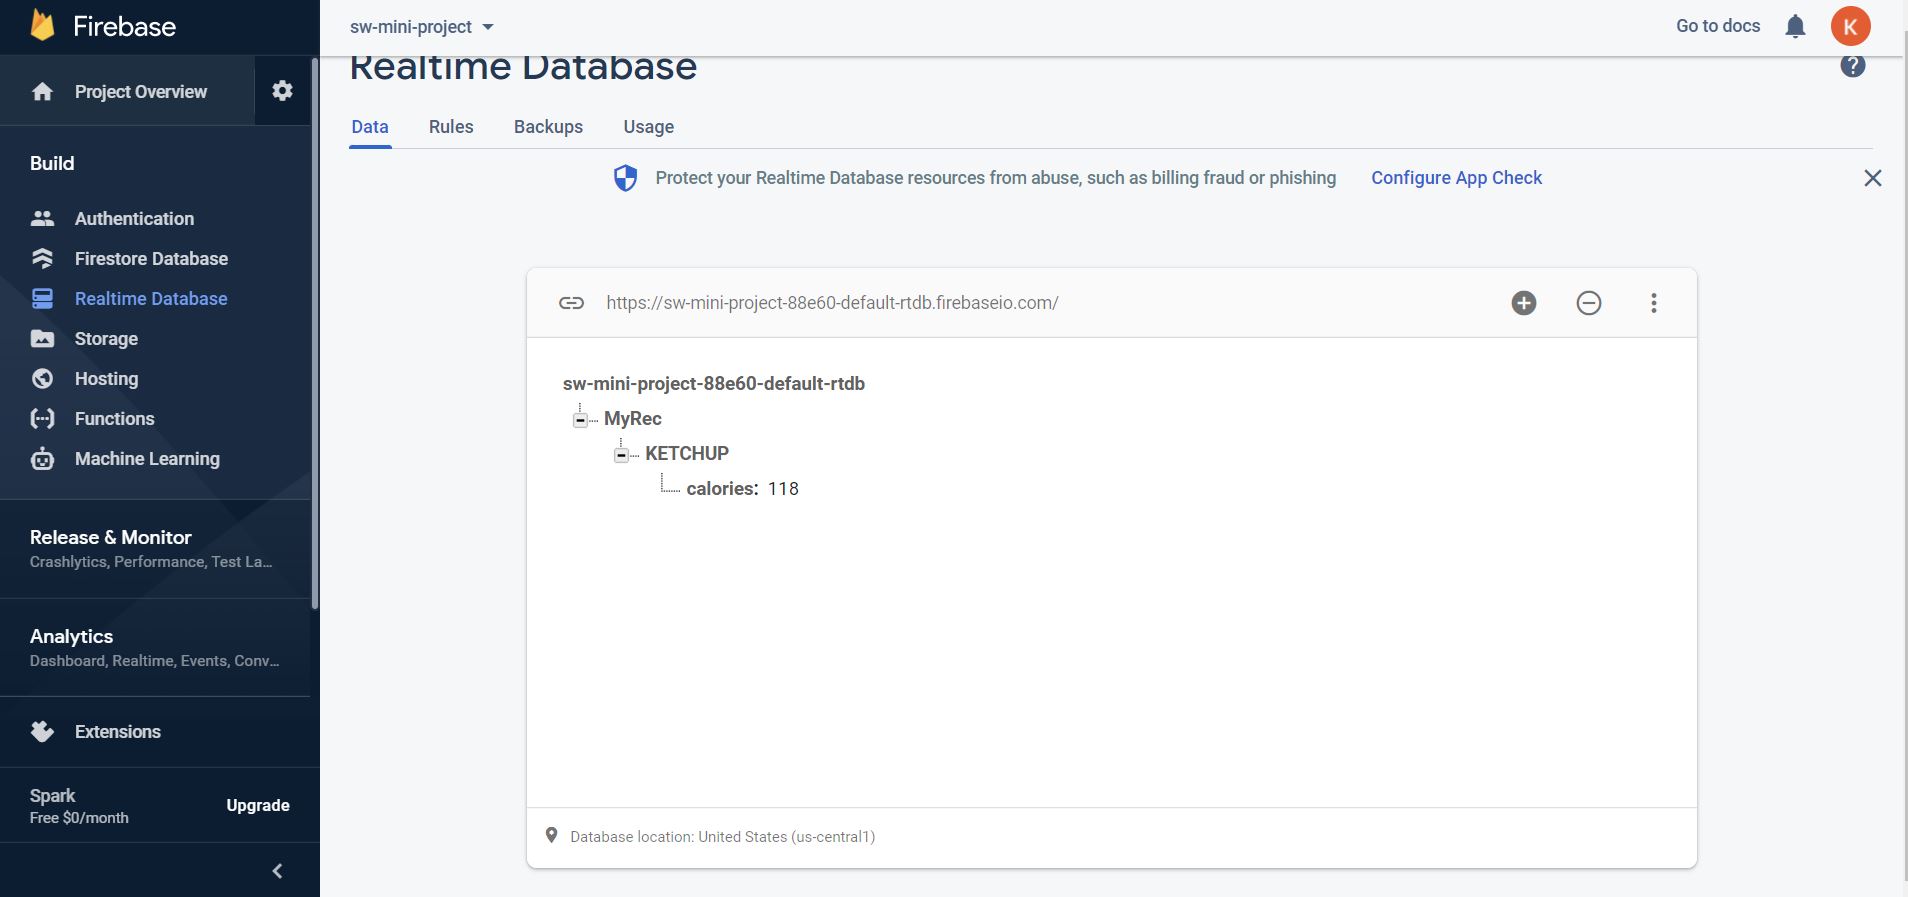 Firebase
sw-mini-project
Go to docs
K
Project Overview
Realtime Database
?
Data Rules Backups Usage
Protect your Realtime Database resources from abuse, such as billing fraud or phishing Configure App Check
Build
Authentication
Firestore Database
Realtime Database
Storage
Hosting
Functions
Machine Learning
Release & Monitor
Crashlytics, Performance, Test La...
Analytics
Dashboard, Realtime, Events, Conv...
Extensions
Spark
Free $0/month
Upgrade
https://sw-mini-project-88e60-default-rtdb.firebaseio.com/
sw-mini-project-88e60-default-rtdb
MyRec
KETCHUP
calories: 118
Database location: United States (us-central1)